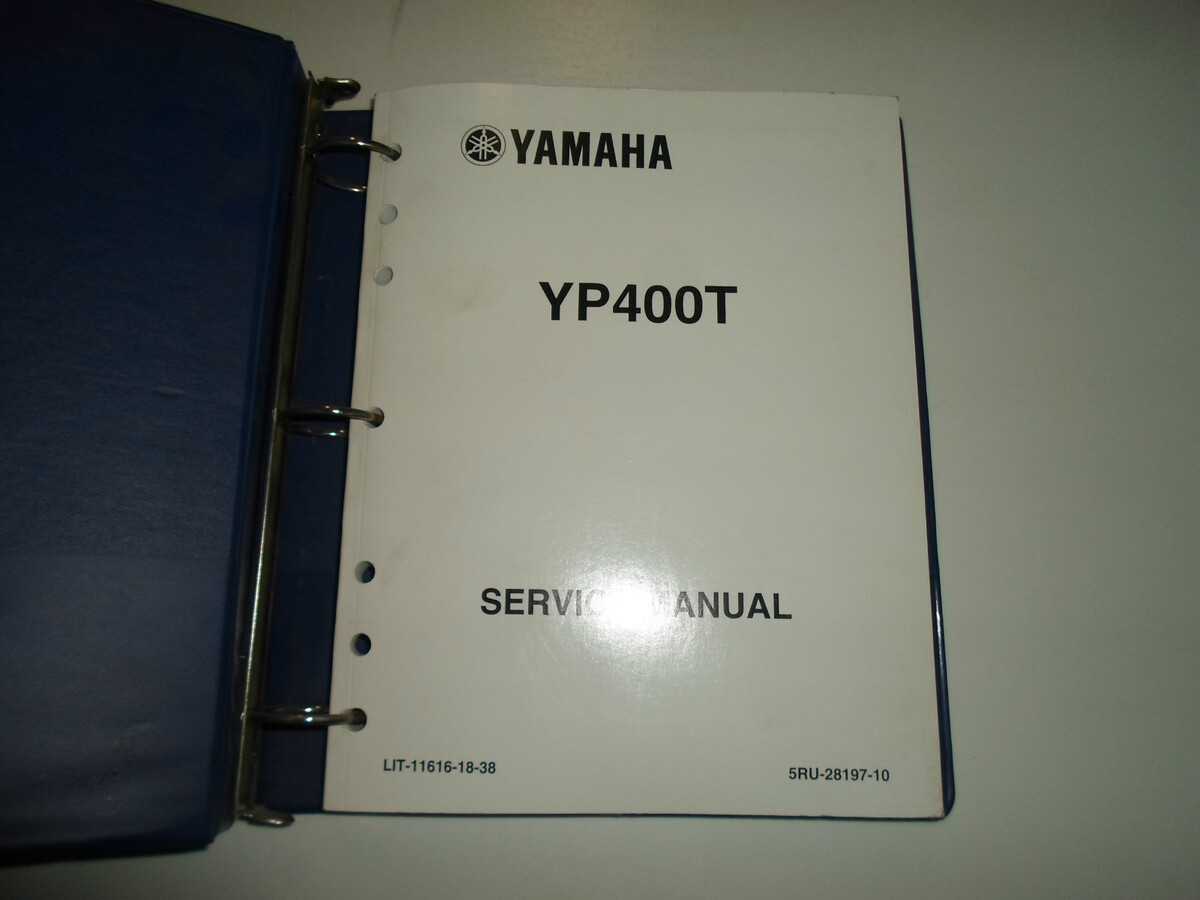 YAMAHA
YP400T
SERVICE MANUAL
LIT-11616-18-38
5RU-28197-10